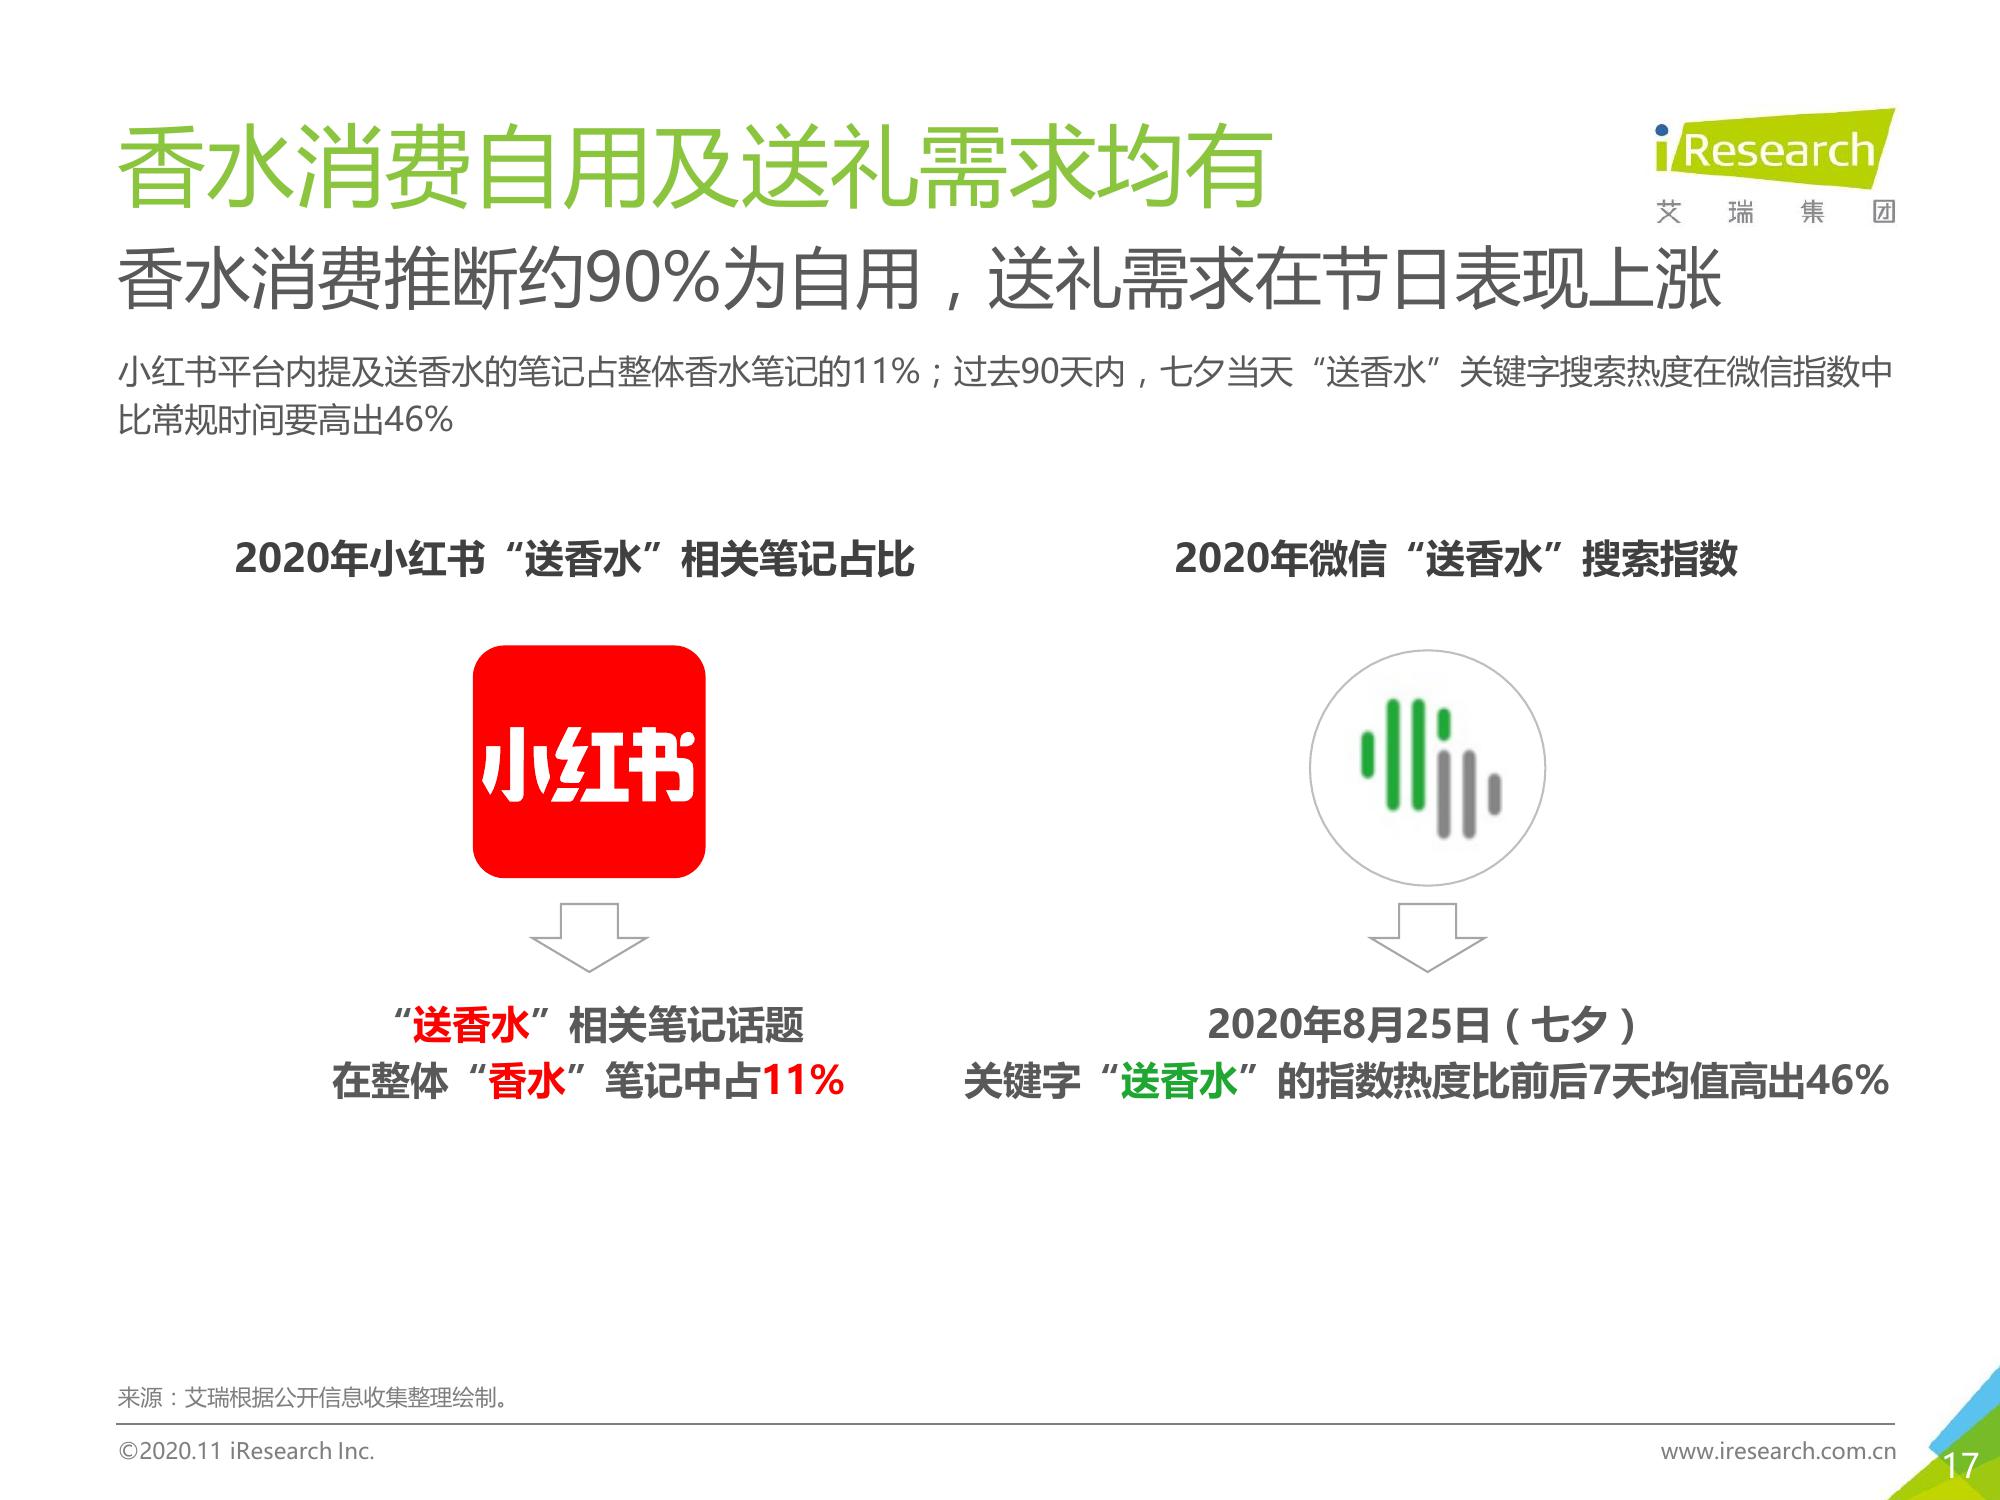 香水消费自用及送礼需求均有
iResearch
艾瑞集团
香水消费推断约90%为自用，送礼需求在节日表现上涨
小红书平台内提及送香水的笔记占整体香水笔记的11%；过去90天内，七夕当天“送香水”关键字搜索热度在微信指数中
比常规时间要高出46%
2020年小红书“送香水”相关笔记占比
2020年微信“送香水”搜索指数
小红书
“送香水”相关笔记话题
在整体“香水”笔记中占11%
2020年8月25日（七夕）
关键字“送香水”的指数热度比前后7天均值高出46%
来源：艾瑞根据公开信息收集整理绘制。
©2020.11 iResearch Inc.
www.iresearch.com.cn
17